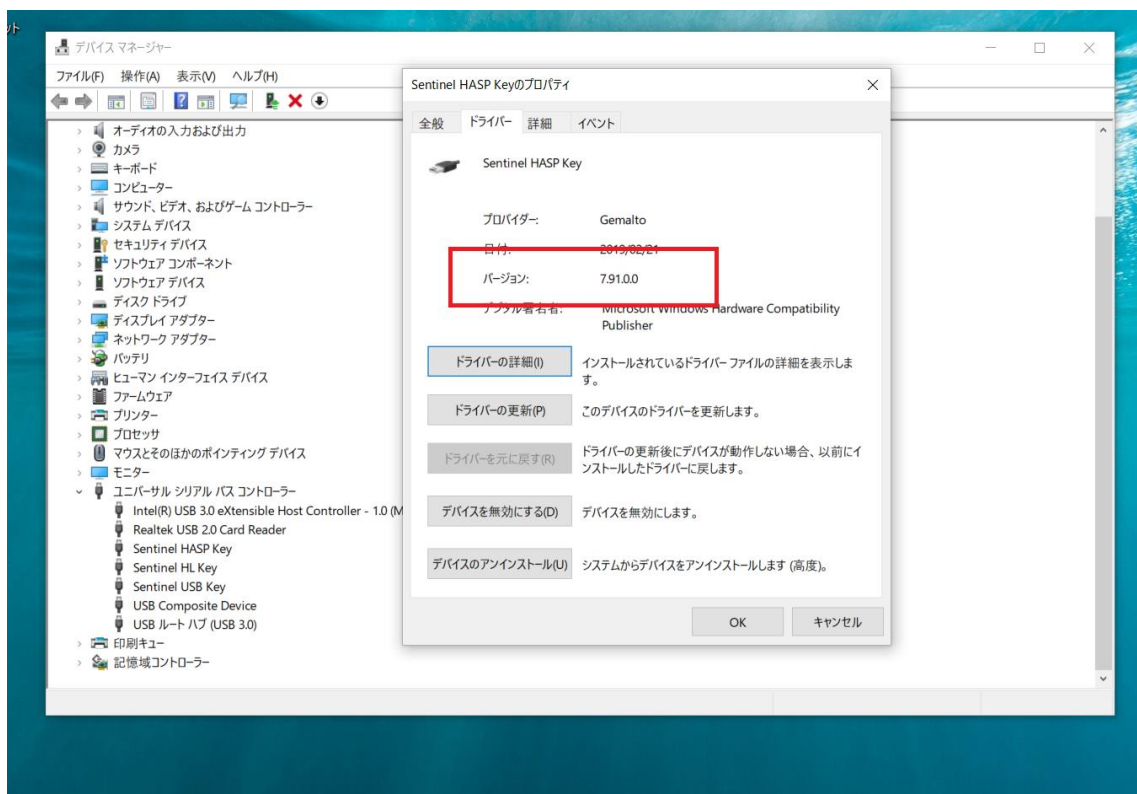 ット
デバイス マネージャー
ファイル(F) 操作(A) 表示(V) ヘルプ(H)
オーディオの入力および出力
カメラ
キーボード
コンピューター
サウンド、ビデオ、およびゲーム コントローラー
システム デバイス
セキュリティ デバイス
ソフトウェア コンポーネント
ソフトウェア デバイス
ディスク ドライブ
ディスプレイ アダプター
ネットワーク アダプター
バッテリ
ヒューマン インターフェイス デバイス
ファームウェア
プリンター
プロセッサ
マウスとそのほかのポインティング デバイス
モニター
ユニバーサル シリアル バス コントローラー
Intel(R) USB 3.0 eXtensible Host Controller - 1.0 (M
Realtek USB 2.0 Card Reader
Sentinel HASP Key
Sentinel HL Key
Sentinel USB Key
USB Composite Device
USB ルート ハブ (USB 3.0)
印刷キュー
記憶域コントローラー
Sentinel HASP Keyのプロパティ
全般 ドライバー 詳細 イベント
Sentinel HASP Key
プロバイダー: Gemalto
日付: 2019/02/21
バージョン: 7.91.0.0
デジタル署名者: Microsoft Windows Hardware Compatibility
Publisher
ドライバーの詳細(I) インストールされているドライバー ファイルの詳細を表示しま
す。
ドライバーの更新(P) このデバイスのドライバーを更新します。
ドライバーを元に戻す(R) ドライバーの更新後にデバイスが動作しない場合、以前にイ
ンストールしたドライバーに戻します。
デバイスを無効にする(D) デバイスを無効にします。
デバイスのアンインストール(U) システムからデバイスをアンインストールします (高度)。
OK キャンセル